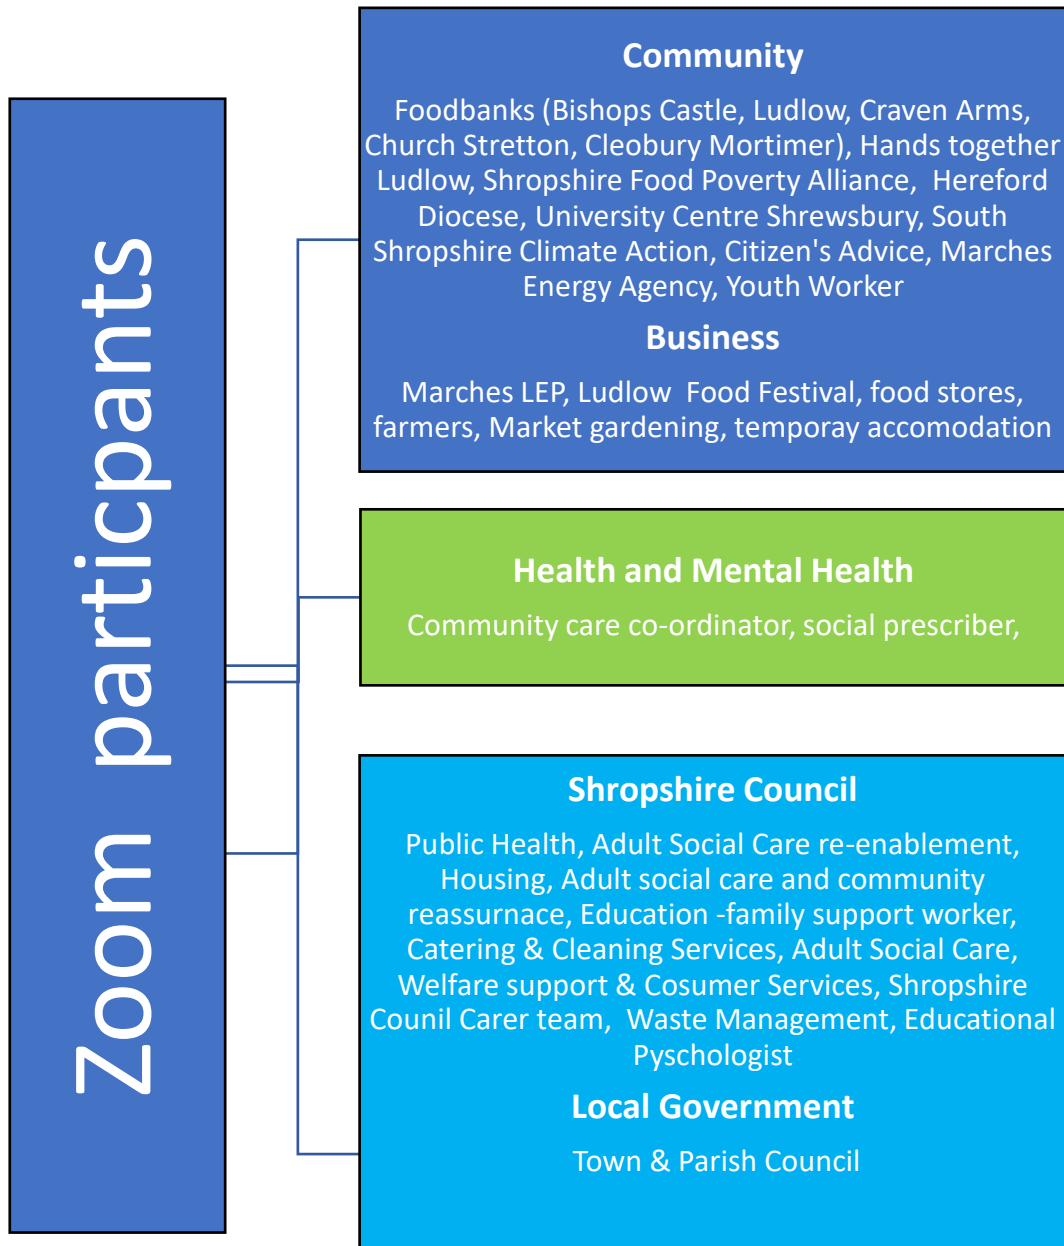 Zoom participants
Community
Foodbanks (Bishops Castle, Ludlow, Craven Arms,
Church Stretton, Cleobury Mortimer), Hands together
Ludlow, Shropshire Food Poverty Alliance, Hereford
Diocese, University Centre Shrewsbury, South
Shropshire Climate Action, Citizen's Advice, Marches
Energy Agency, Youth Worker
Business
Marches LEP, Ludlow Food Festival, food stores,
farmers, Market gardening, temporay accomodation
Health and Mental Health
Community care co-ordinator, social prescriber,
Shropshire Council
Public Health, Adult Social Care re-enablement,
Housing, Adult social care and community
reassurnace, Education -family support worker,
Catering & Cleaning Services, Adult Social Care,
Welfare support & Cosumer Services, Shropshire
Counil Carer team, Waste Management, Educational
Pyschologist
Local Government
Town & Parish Council